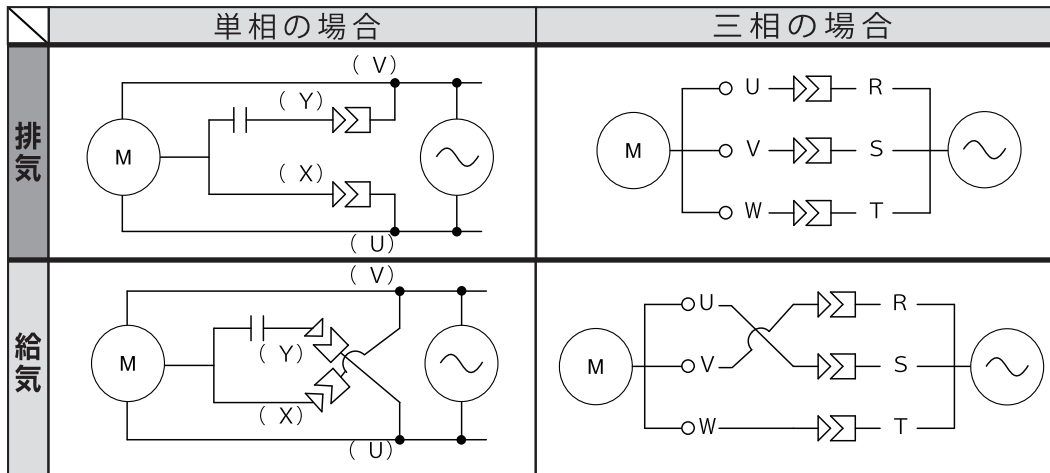 単相の場合
三相の場合
排気
( V)
( Y)
M
( X)
( U)
U R
M V S
W T
給気
( V)
( Y)
M
( X)
( U)
U R
M V S
W T